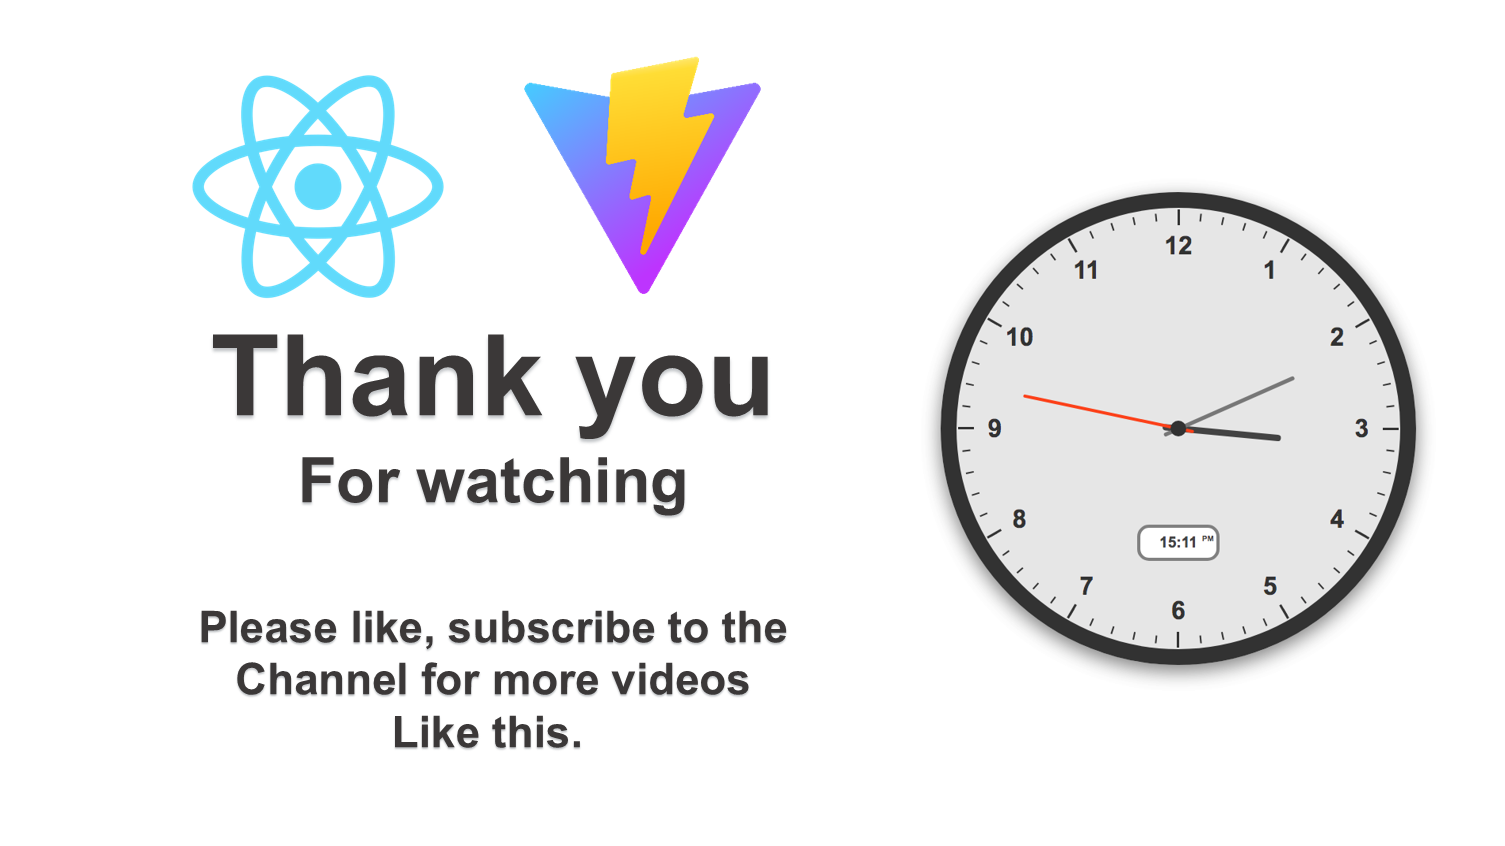 Thank you
For watching
Please like, subscribe to the
Channel for more videos
Like this.
12
1
2
3
4
5
6
7
8
9
10
11
15:11 PM